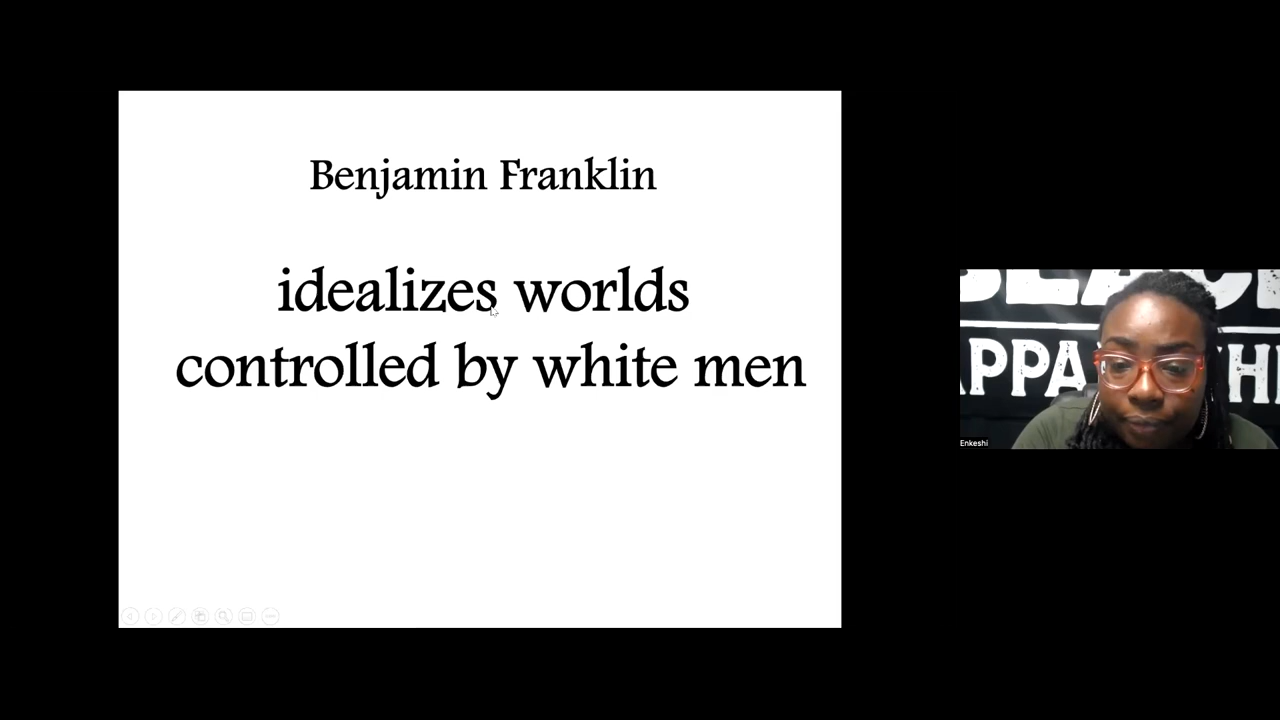 Benjamin Franklin
idealizes worlds
controlled by white men
Enkeshi